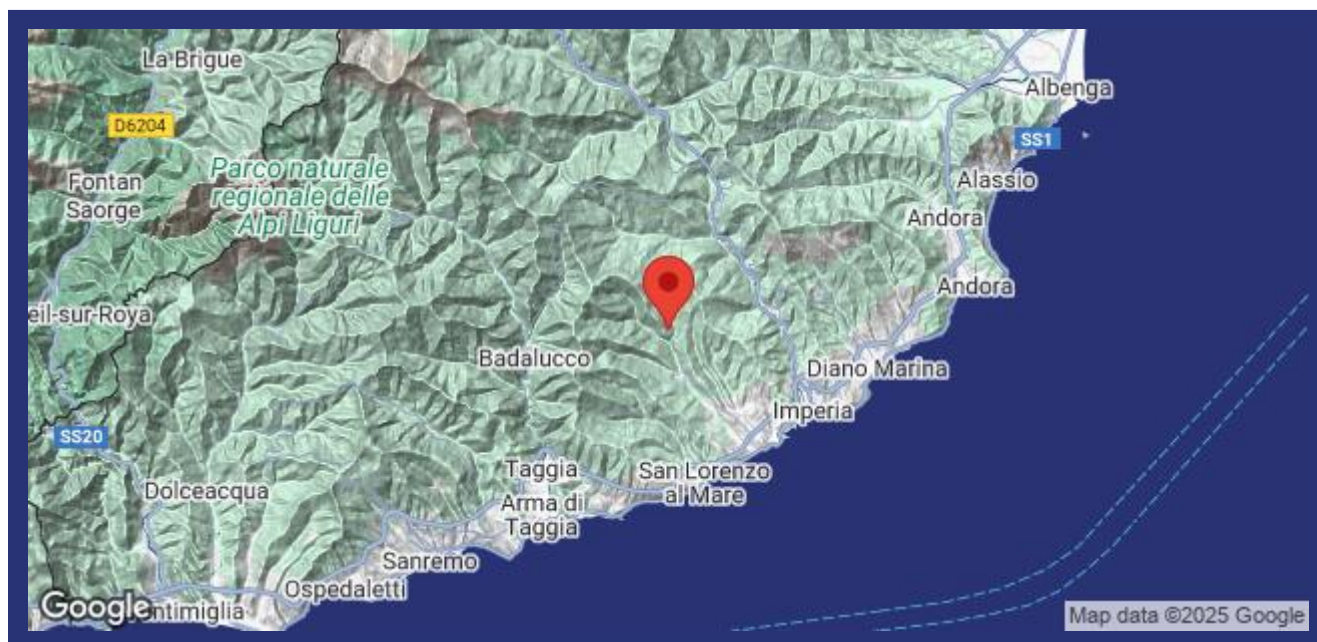 La Brigue
Albenga
D6204
SS1
Parco naturale
regionale delle
Alpi Liguri
Fontan
Saorge
Alassio
Andora
Andora
eil-sur-Roya
Badalucco
Diano Marina
Imperia
SS20
Taggia
San Lorenzo
al Mare
Dolceacqua
Arma di
Taggia
Sanremo
Ospedaletti
Google
entimiglia
Map data ©2025 Google